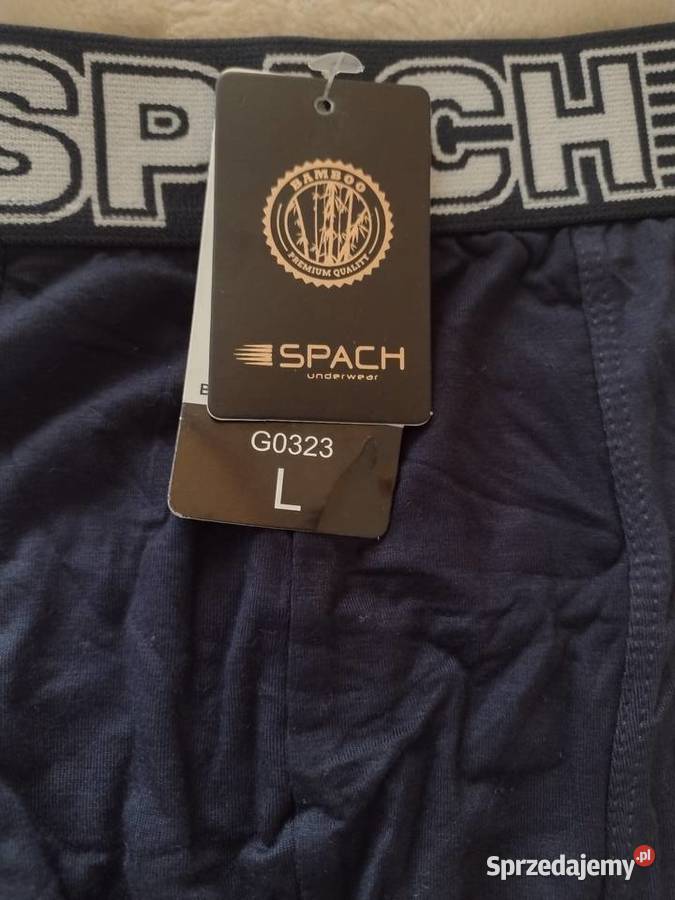 SPACH
BAMBOO
PREMIUM QUALITY
SPACH
underwear
G0323
L
Sprzedajemy.pl